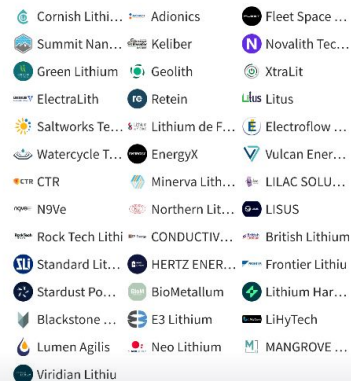 Cornish Lithi... Adionics Fleet Space ...
Summit Nan... Keliber Novalith Tec...
Green Lithium Geolith XtraLit
ElectraLith Retein Litus
Saltworks Te... Lithium de F... Electroflow ...
Watercycle T... EnergyX Vulcan Ener...
CTR Minerva Lith... LILAC SOLU...
N9Ve Northern Lit... LISUS
Rock Tech Lithi CONDUCTIV... British Lithium
Standard Lit... HERTZ ENER... Frontier Lithiu
Stardust Po... BioMetallum Lithium Har...
Blackstone ... E3 Lithium LiHyTech
Lumen Agilis Neo Lithium MANGROVE ...
Viridian Lithiu